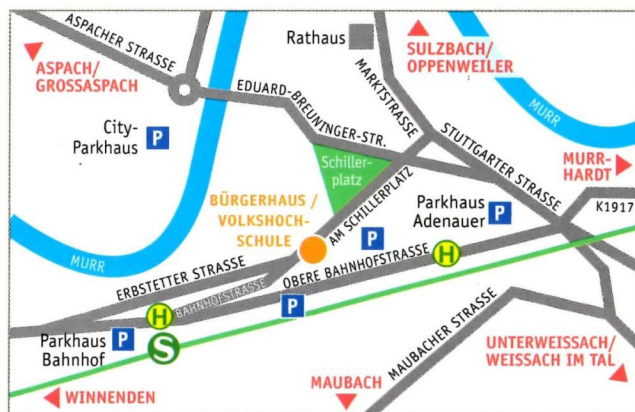 ASPACHER STRASSE
ASPACH/
GROSSASPACH
Rathaus
SULZBACH/
OPPENWEILER
MARKTSTRASSE
EDUARD-BREUNINGER-STR.
MURR
City-
Parkhaus
P
MURR
STUTTGARTER STRASSE
MURR-
HARDT
K1917
Schiller-
platz
BÜRGERHAUS /
VOLKSHOCH-
SCHULE
AM SCHILLERPLATZ
P
Parkhaus
Adenauer
P
MURR
ERBSTETTER STRASSE
BAHNHOFSTRASSE
OBERE BAHNHOFSTRASSE
H
H
P
Parkhaus
Bahnhof
P
S
WINNENDEN
MAUBACHER STRASSE
MAUBACH
UNTERWEISSACH/
WEISSACH IM TAL